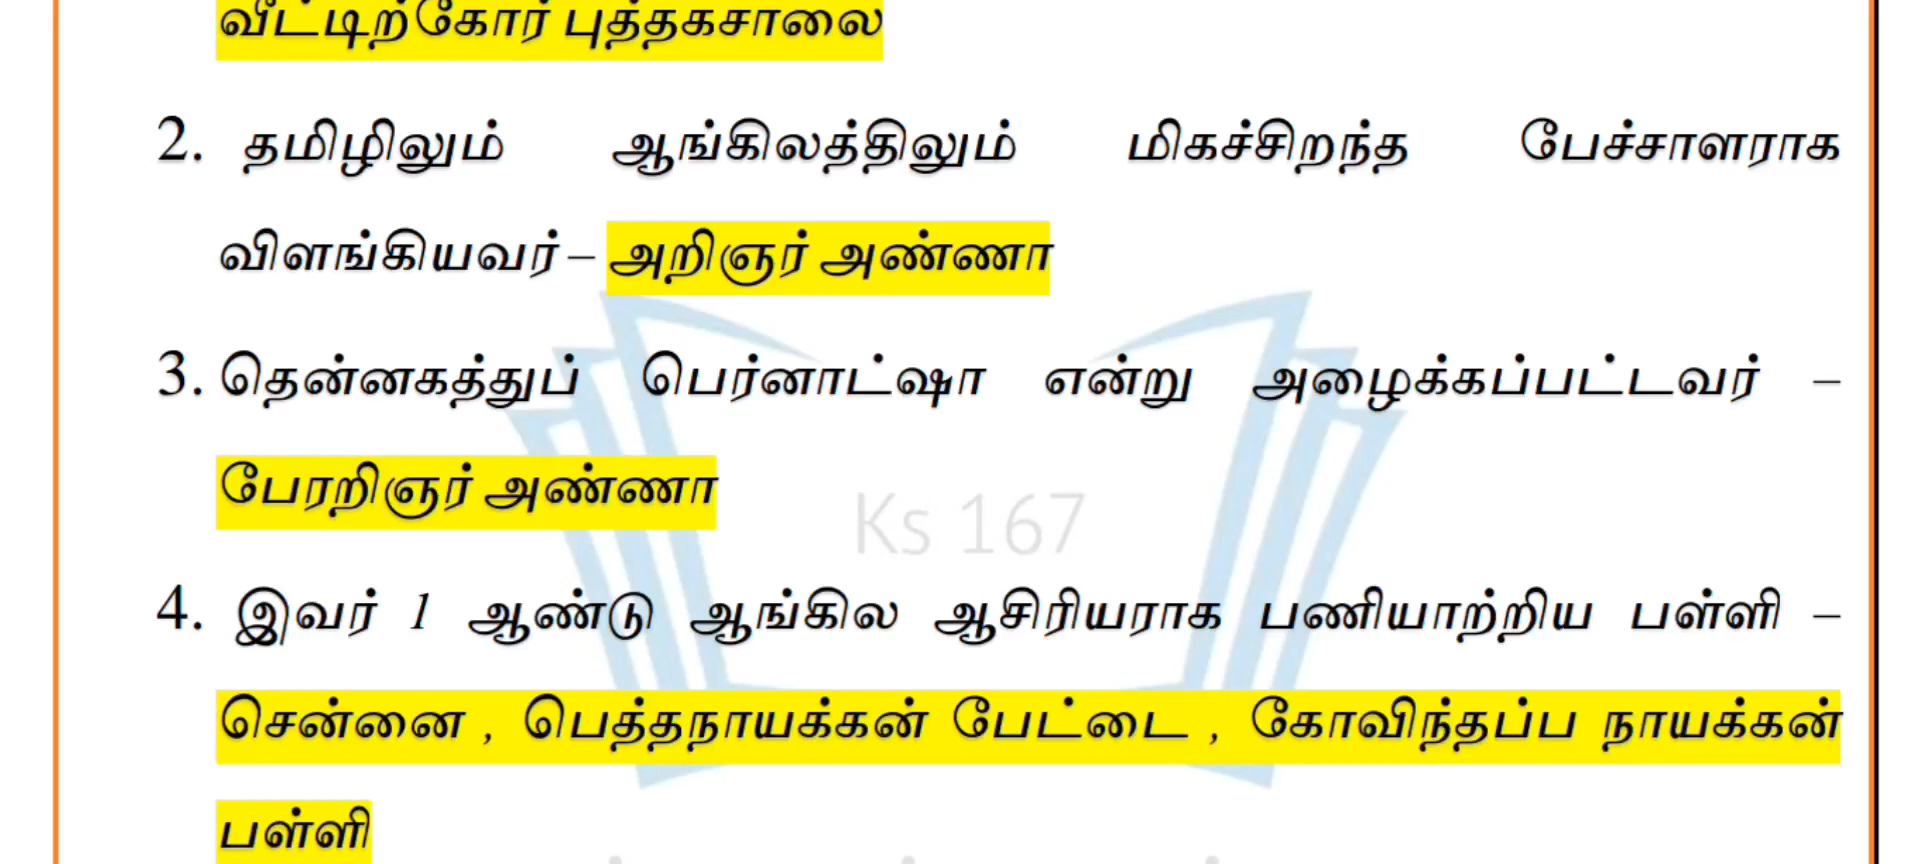 வீட்டிற்கோர் புத்தகசாலை
2. தமிழிலும் ஆங்கிலத்திலும் மிகச்சிறந்த பேச்சாளராக
விளங்கியவர் – அறிஞர் அண்ணா
3. தென்னகத்துப் பெர்னாட்ஷா என்று அழைக்கப்பட்டவர் –
பேரறிஞர் அண்ணா
Ks 167
4. இவர் 1 ஆண்டு ஆங்கில ஆசிரியராக பணியாற்றிய பள்ளி –
சென்னை , பெத்தநாயக்கன் பேட்டை , கோவிந்தப்ப நாயக்கன்
பள்ளி